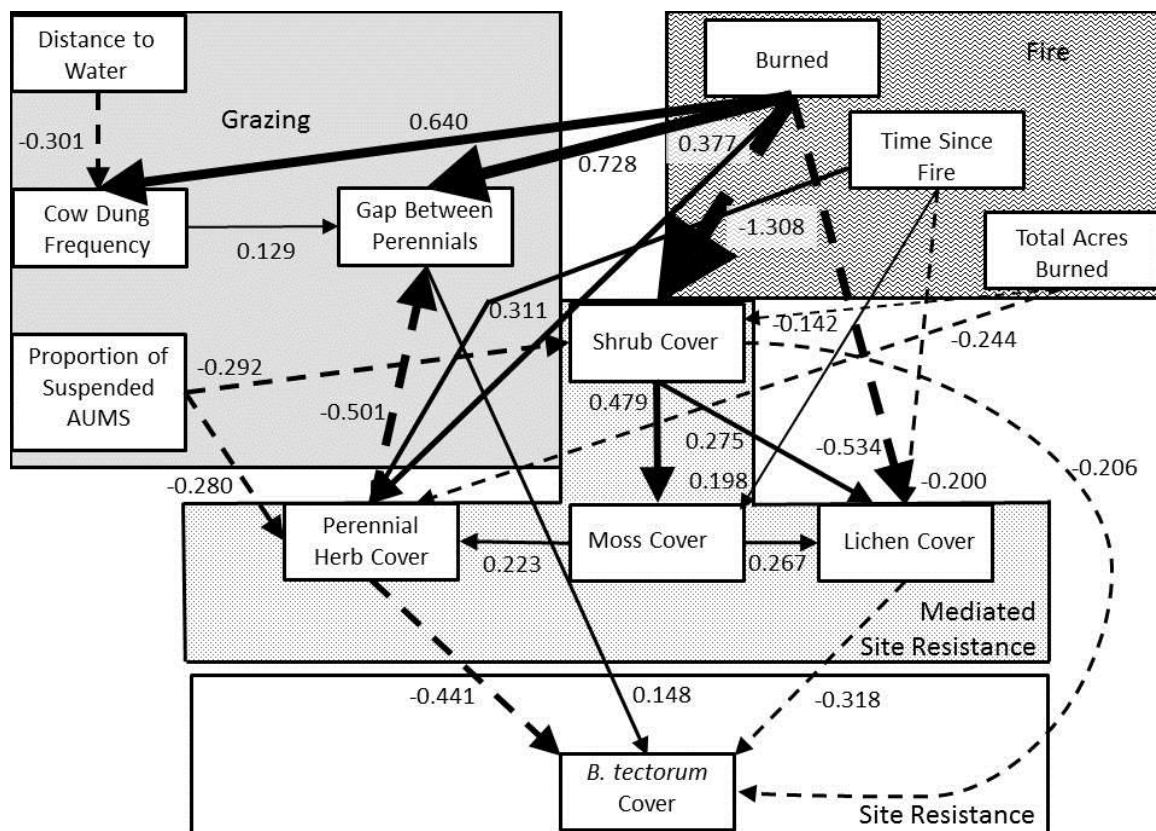 Distance to
Water
Burned
Fire
Grazing
0.640
0.377
Time Since
Fire
-0.301
0.728
Cow Dung
Frequency
Gap Between
Perennials
0.129
-1.308
Total Acres
Burned
0.311
-0.142
Shrub Cover
-0.244
Proportion of
Suspended
AUMS
-0.292
-0.501
0.479
0.275
-0.534
-0.206
-0.280
0.198
-0.200
Perennial
Herb Cover
Moss Cover
Lichen Cover
0.223
0.267
Mediated
Site Resistance
-0.441
0.148
-0.318
B. tectorum
Cover
Site Resistance